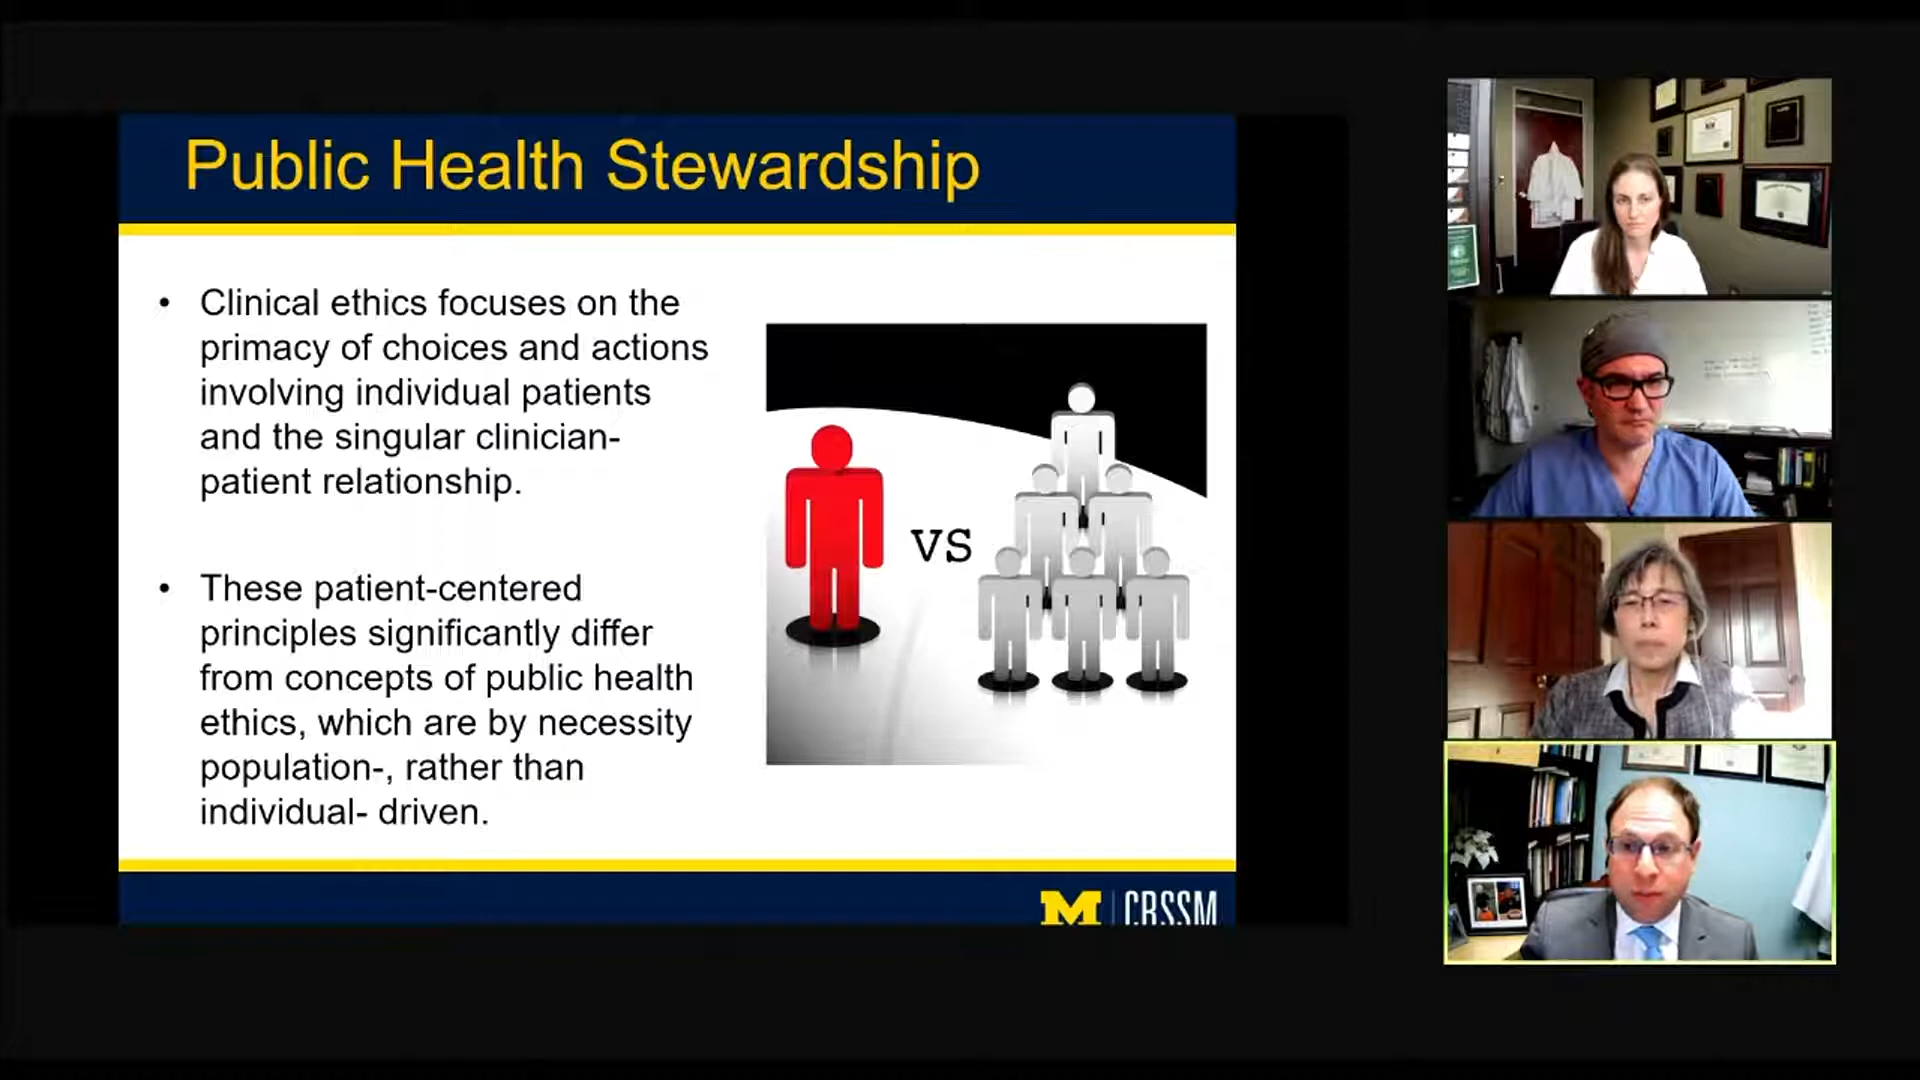 Public Health Stewardship
• Clinical ethics focuses on the
primacy of choices and actions
involving individual patients
and the singular clinician-
patient relationship.
• These patient-centered
principles significantly differ
from concepts of public health
ethics, which are by necessity
population-, rather than
individual- driven.
VS
M | CBSSM